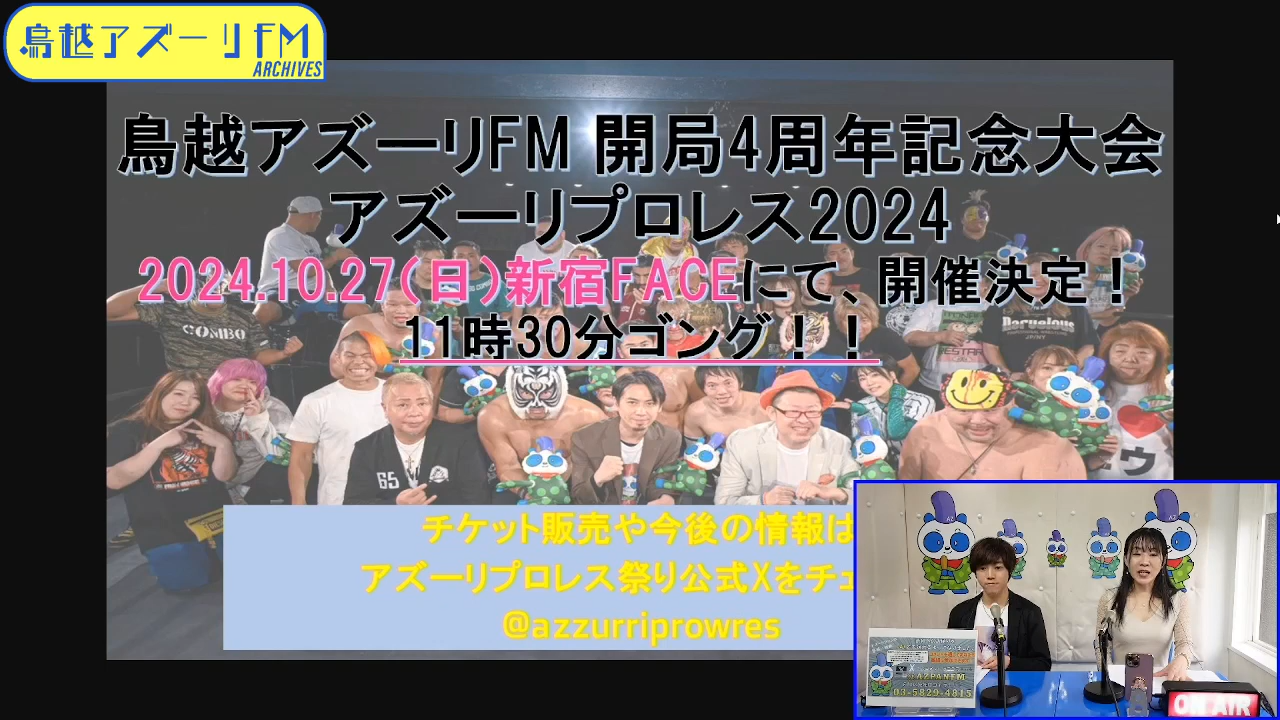 鳥越アズーリFM
ARCHIVES
鳥越アズーリFM 開局4周年記念大会
アズーリプロレス2024
2024.10.27(日)新宿FACEにて、開催決定！
11時30分ゴング！！
COMBO
65
チケット販売や今後の情報は
アズーリプロレス祭り公式Xをチェ
@azzurriprowres
AZPANFM
03-5829-4815
ON AIR